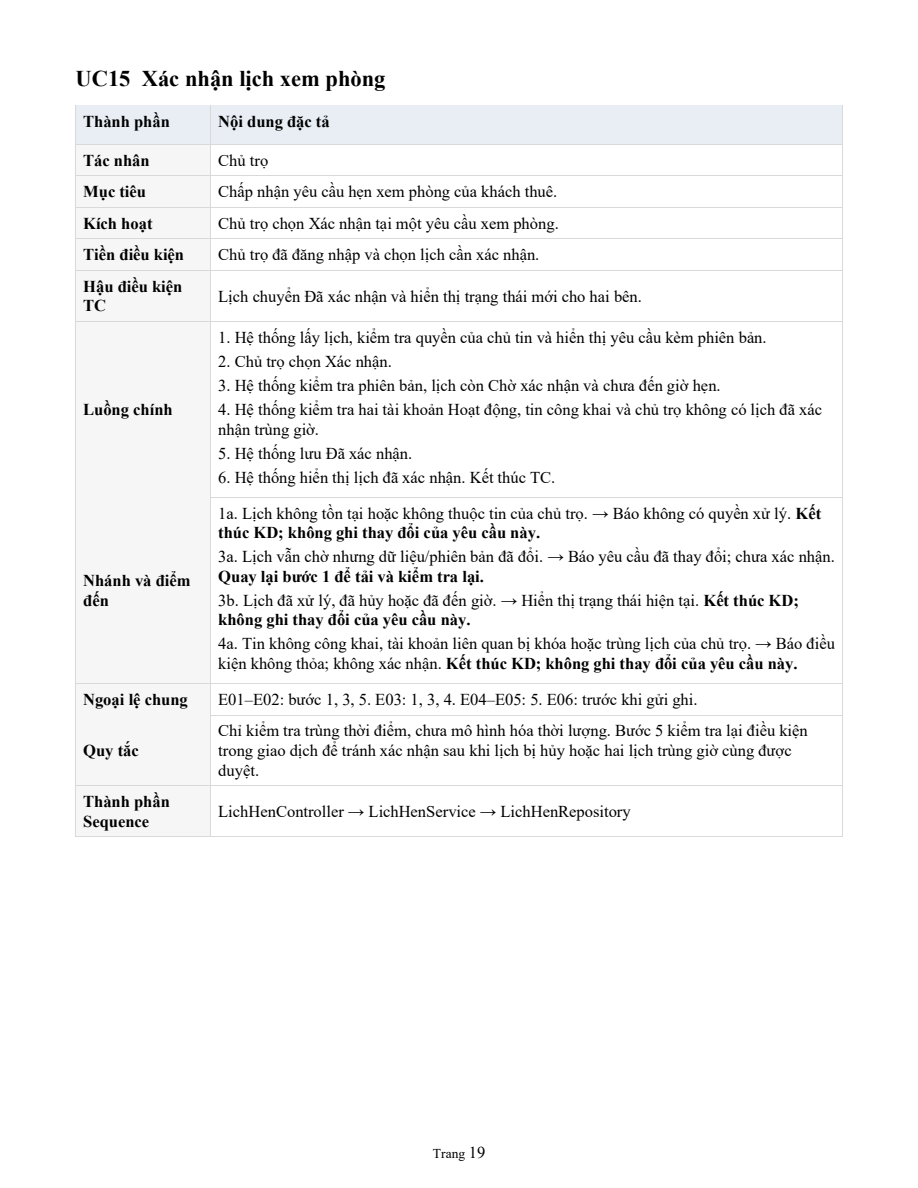 UC15 Xác nhận lịch xem phòng
Thành phần
Nội dung đặc tả
Tác nhân
Chủ trọ
Mục tiêu
Chấp nhận yêu cầu hẹn xem phòng của khách thuê.
Kích hoạt
Chủ trọ chọn Xác nhận tại một yêu cầu xem phòng.
Tiền điều kiện
Chủ trọ đã đăng nhập và chọn lịch cần xác nhận.
Hậu điều kiện
TC
Lịch chuyển Đã xác nhận và hiển thị trạng thái mới cho hai bên.
Luồng chính
1. Hệ thống lấy lịch, kiểm tra quyền của chủ tin và hiển thị yêu cầu kèm phiên bản.
2. Chủ trọ chọn Xác nhận.
3. Hệ thống kiểm tra phiên bản, lịch còn Chờ xác nhận và chưa đến giờ hẹn.
4. Hệ thống kiểm tra hai tài khoản Hoạt động, tin công khai và chủ trọ không có lịch đã xác
nhận trùng giờ.
5. Hệ thống lưu Đã xác nhận.
6. Hệ thống hiển thị lịch đã xác nhận. Kết thúc TC.
Nhánh và điểm
đến
1a. Lịch không tồn tại hoặc không thuộc tin của chủ trọ. → Báo không có quyền xử lý. Kết
thúc KD; không ghi thay đổi của yêu cầu này.
3a. Lịch vẫn chờ nhưng dữ liệu/phiên bản đã đổi. → Báo yêu cầu đã thay đổi; chưa xác nhận.
Quay lại bước 1 để tải và kiểm tra lại.
3b. Lịch đã xử lý, đã hủy hoặc đã đến giờ. → Hiển thị trạng thái hiện tại. Kết thúc KD;
không ghi thay đổi của yêu cầu này.
4a. Tin không công khai, tài khoản liên quan bị khóa hoặc trùng lịch của chủ trọ. → Báo điều
kiện không thỏa; không xác nhận. Kết thúc KD; không ghi thay đổi của yêu cầu này.
Ngoại lệ chung
E01–E02: bước 1, 3, 5. E03: 1, 3, 4. E04–E05: 5. E06: trước khi gửi ghi.
Quy tắc
Chỉ kiểm tra trùng thời điểm, chưa mô hình hóa thời lượng. Bước 5 kiểm tra lại điều kiện
trong giao dịch để tránh xác nhận sau khi lịch bị hủy hoặc hai lịch trùng giờ cùng được
duyệt.
Thành phần
Sequence
LichHenController → LichHenService → LichHenRepository
Trang 19